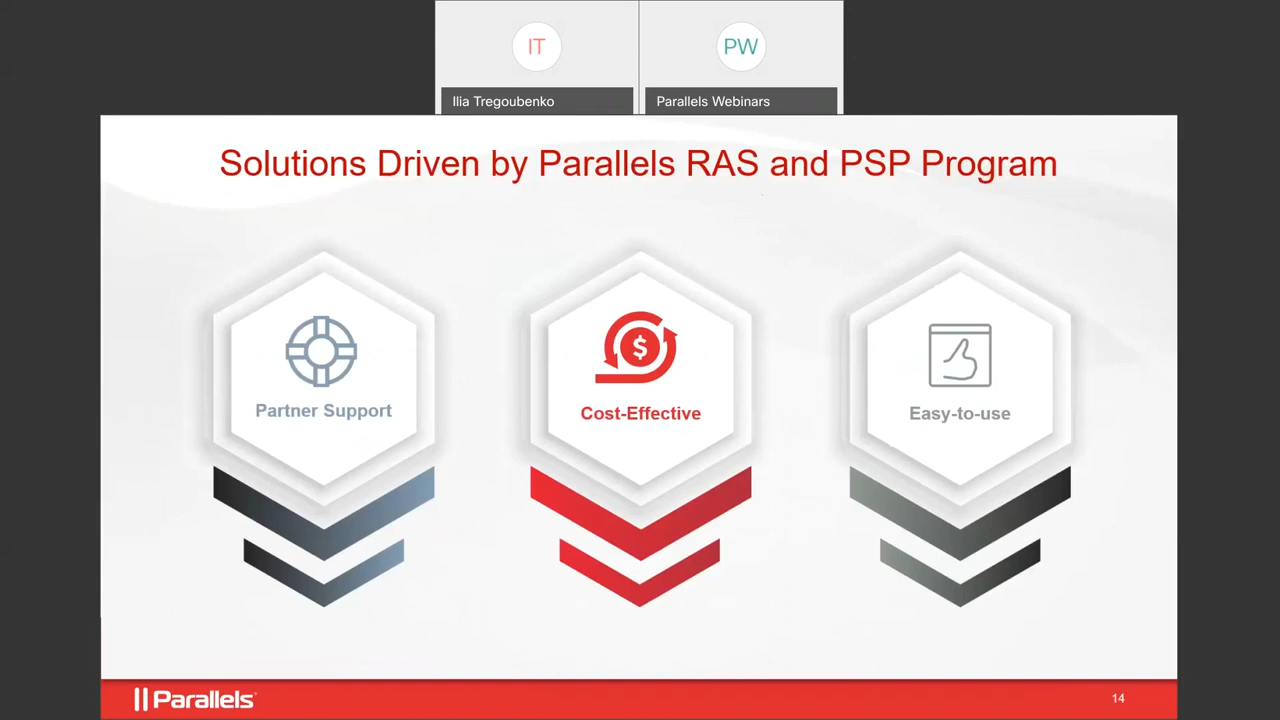 IT
PW
Ilia Tregoubenko
Parallels Webinars
Solutions Driven by Parallels RAS and PSP Program
$
Partner Support
Cost-Effective
Easy-to-use
Parallels
14